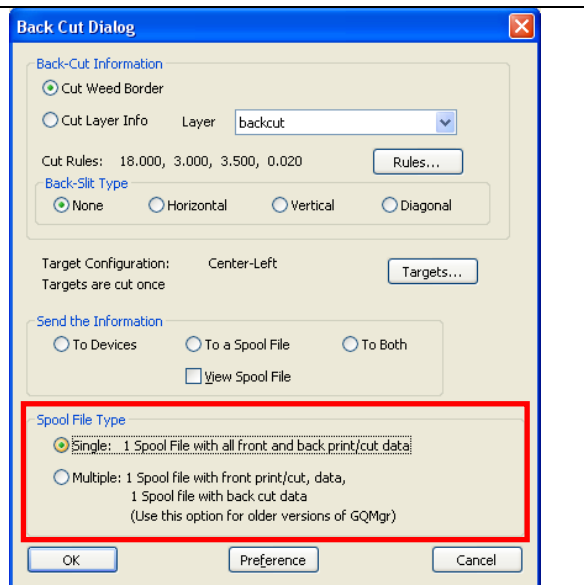 Back Cut Dialog
Back-Cut Information
Cut Weed Border
Cut Layer Info Layer backcut
Cut Rules: 18.000, 3.000, 3.500, 0.020 Rules...
Back-Slit Type
None Horizontal Vertical Diagonal
Target Configuration: Center-Left
Targets are cut once
Targets...
Send the Information
To Devices To a Spool File To Both
View Spool File
Spool File Type
Single: 1 Spool File with all front and back print/cut data
Multiple: 1 Spool file with front print/cut, data,
1 Spool file with back cut data
(Use this option for older versions of GQMgr)
OK Preference Cancel